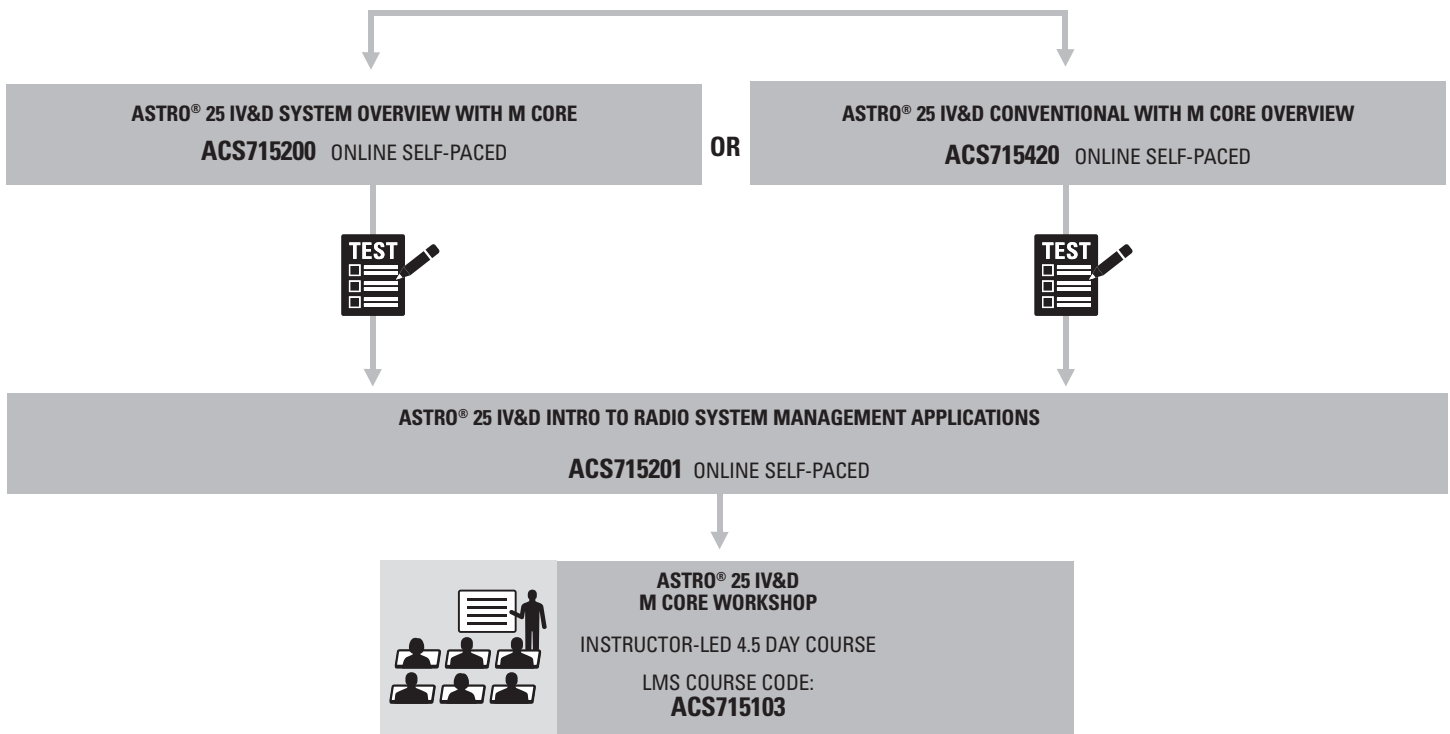 ASTRO® 25 IV&D SYSTEM OVERVIEW WITH M CORE
ACS715200 ONLINE SELF-PACED
OR
ASTRO® 25 IV&D CONVENTIONAL WITH M CORE OVERVIEW
ACS715420 ONLINE SELF-PACED
TEST
TEST
ASTRO® 25 IV&D INTRO TO RADIO SYSTEM MANAGEMENT APPLICATIONS
ACS715201 ONLINE SELF-PACED
ASTRO® 25 IV&D
M CORE WORKSHOP
INSTRUCTOR-LED 4.5 DAY COURSE
LMS COURSE CODE:
ACS715103